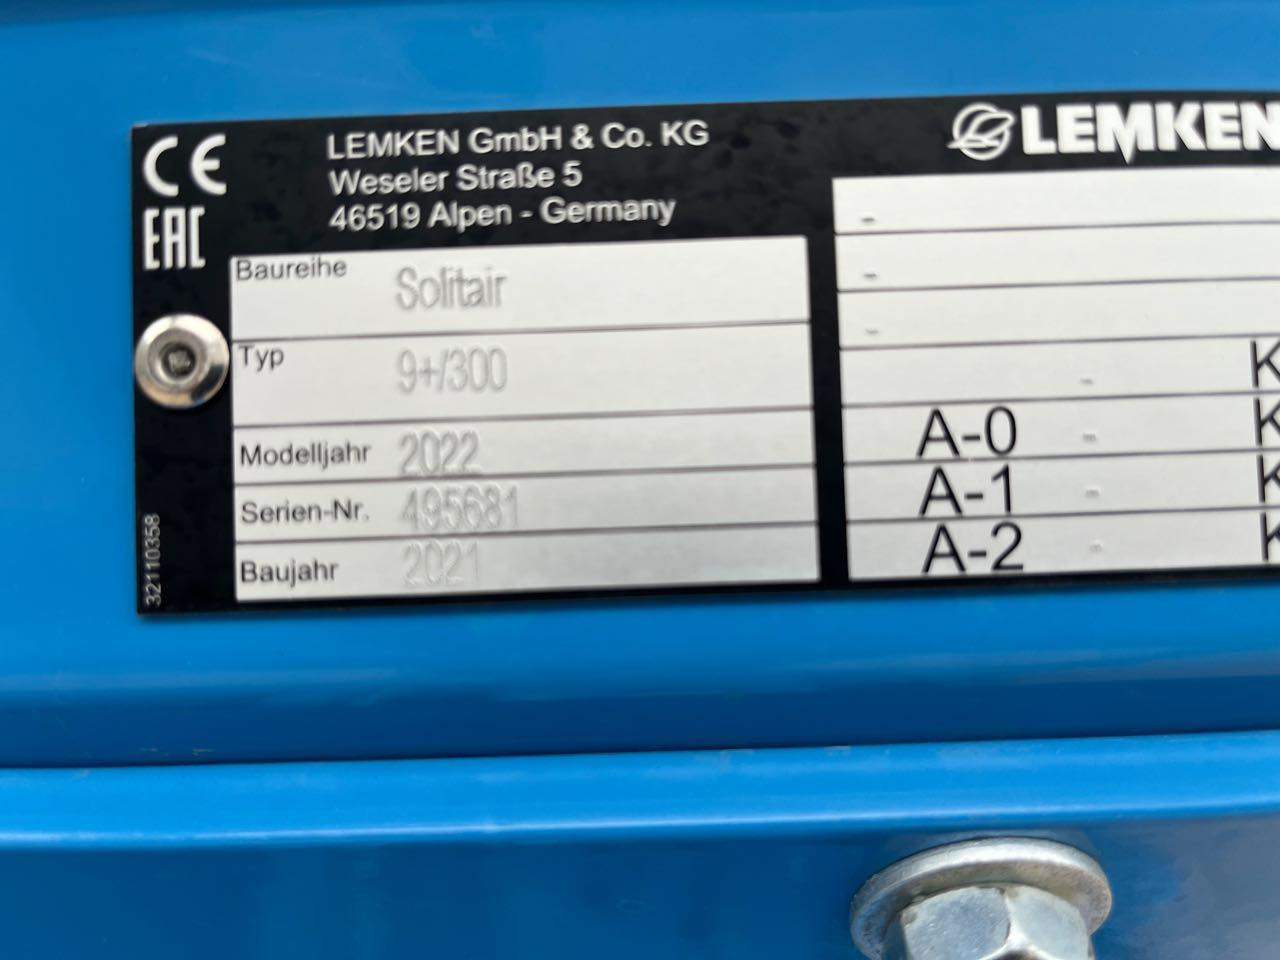 CE
EAC
LEMKEN GmbH & Co. KG
Weseler Straße 5
46519 Alpen - Germany
LEMKEN
Baureihe Solitair
Typ 9+/300
Modelljahr 2022
Serien-Nr. 495681
Baujahr 2021
32110358
-
-
-
- K
A-0 - K
A-1 - K
A-2 - K